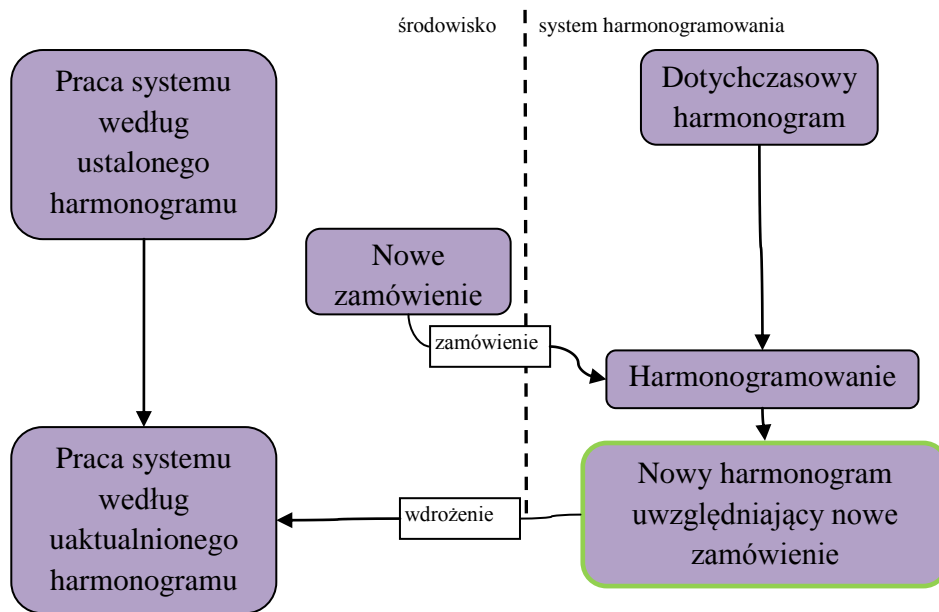 środowisko
system harmonogramowania
Praca systemu
według
ustalonego
harmonogramu
Dotychczasowy
harmonogram
Nowe
zamówienie
zamówienie
Harmonogramowanie
Praca systemu
według
uaktualnionego
harmonogramu
wdrożenie
Nowy harmonogram
uwzględniający nowe
zamówienie